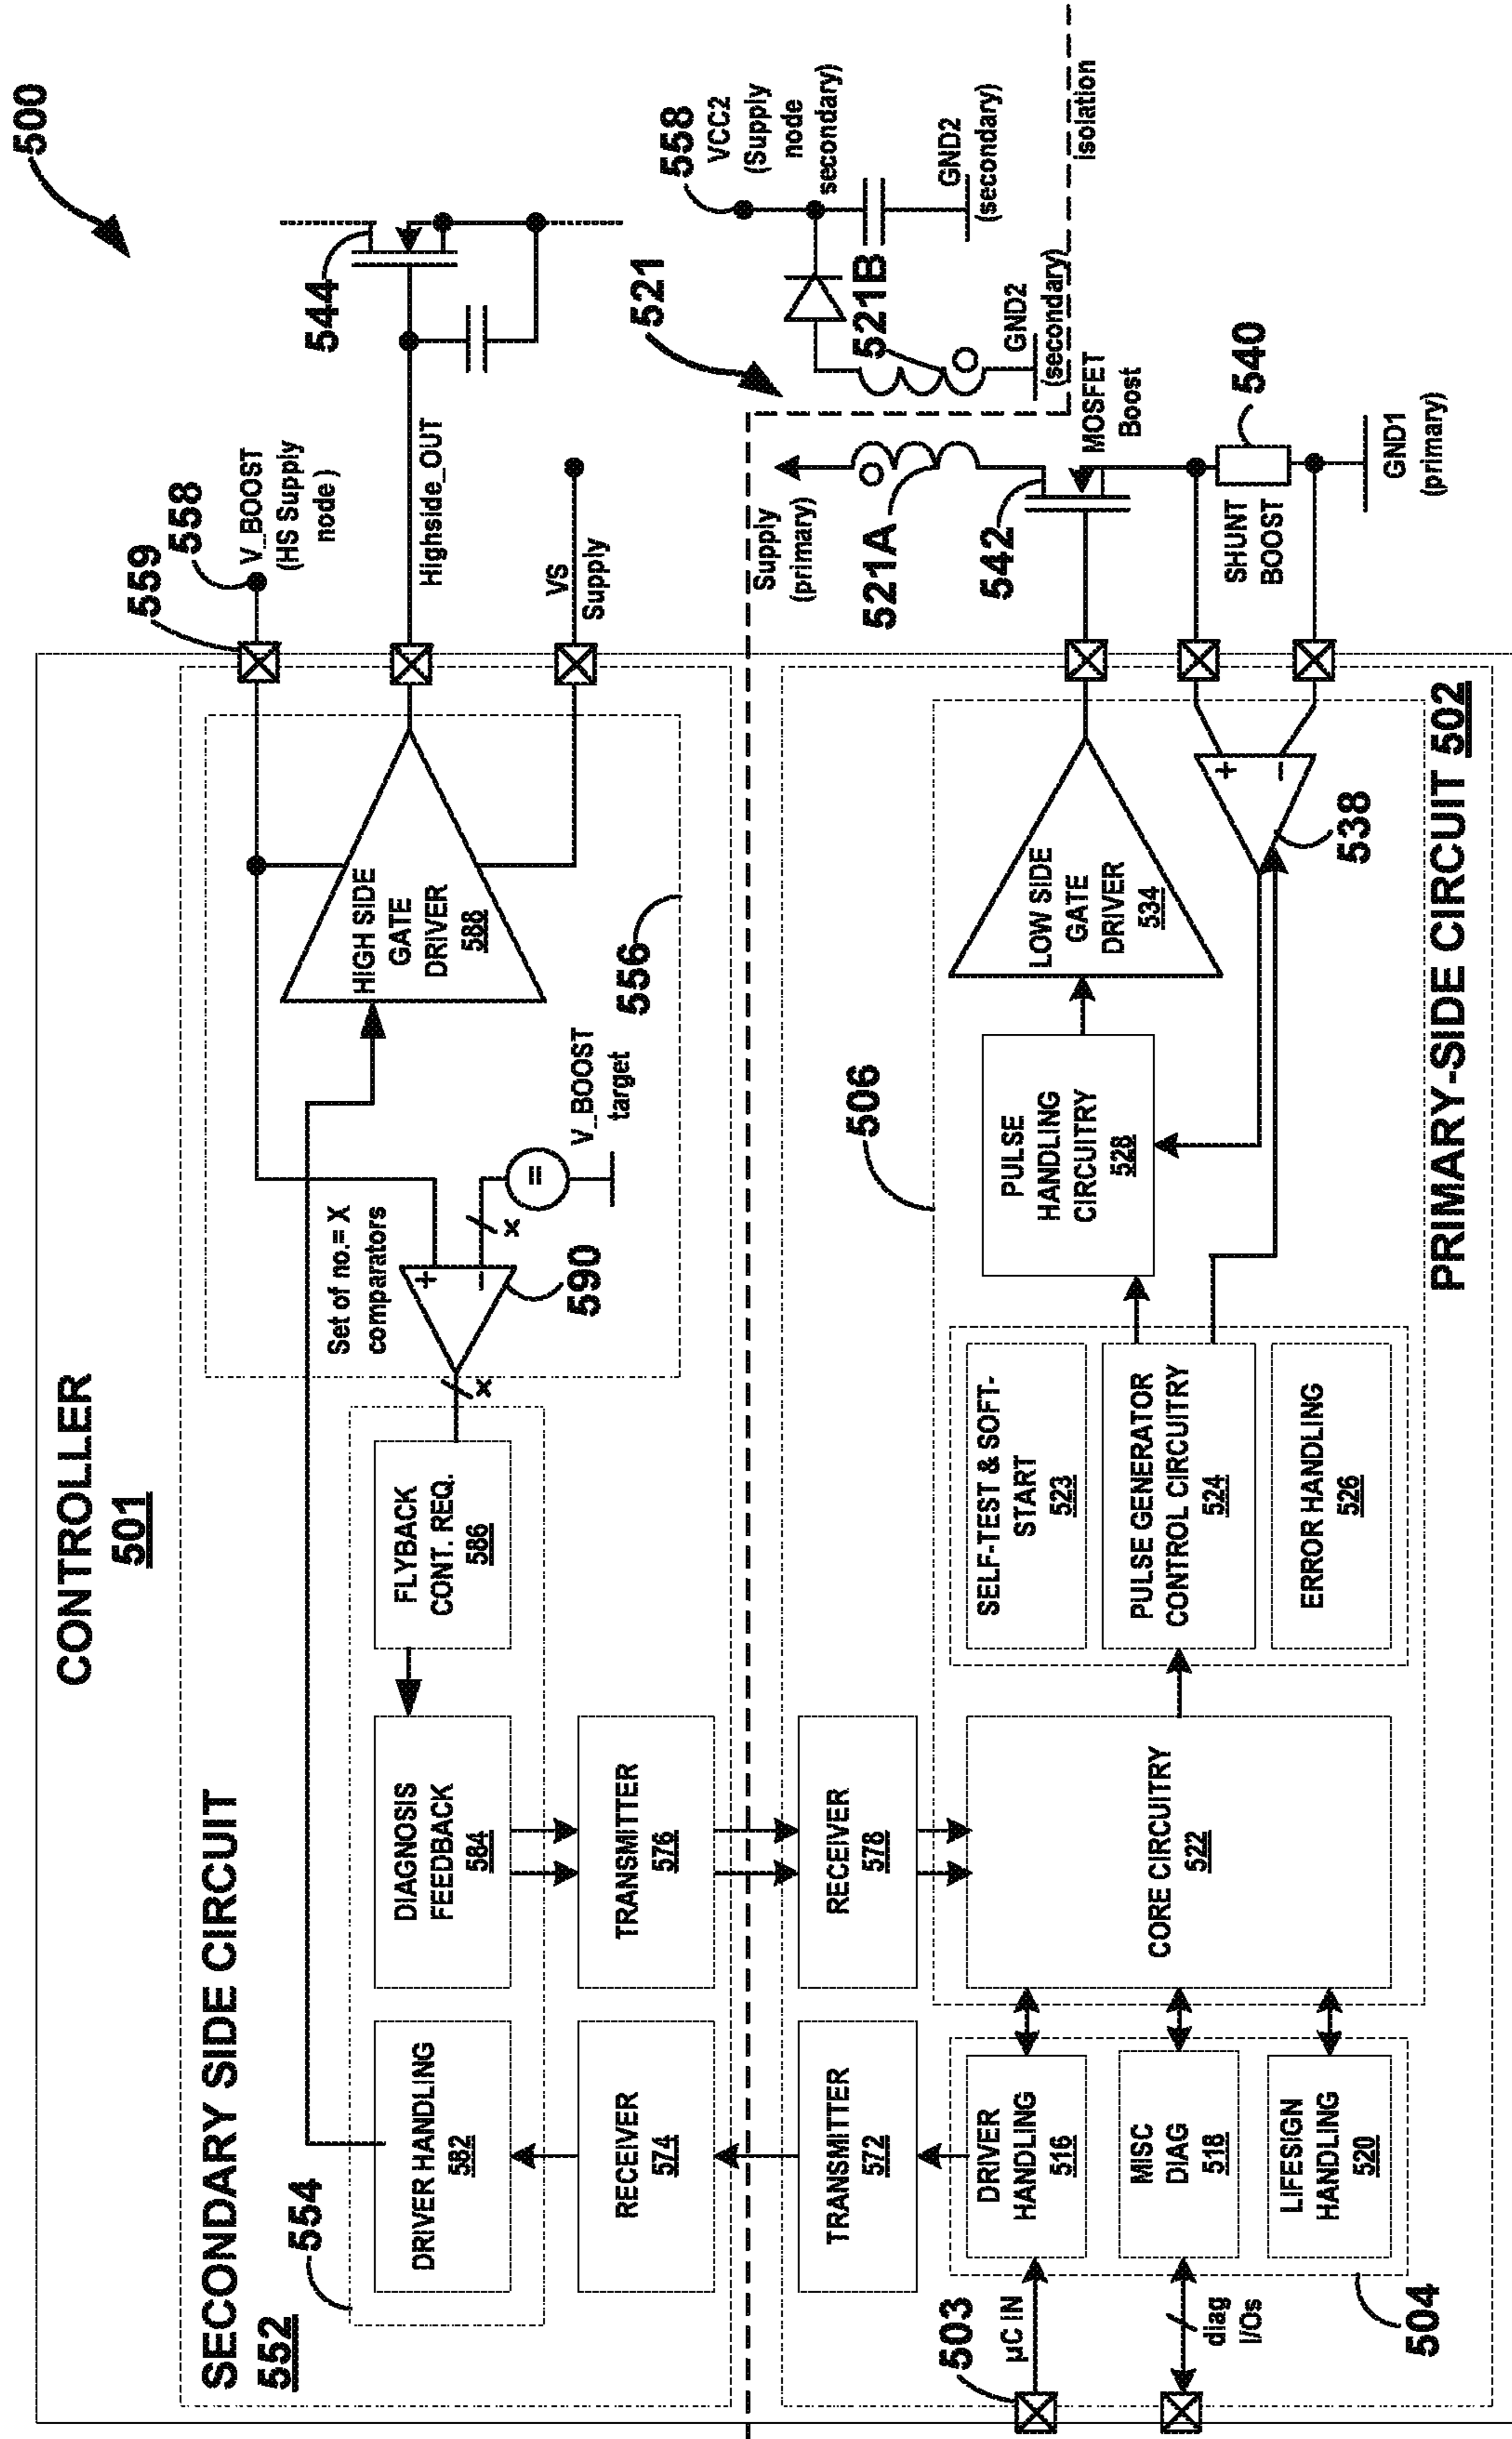 500
CONTROLLER
501
SECONDARY SIDE CIRCUIT
552
554
DRIVER HANDLING
582
DIAGNOSIS
FEEDBACK
584
FLYBACK
CONT. REQ.
586
RECEIVER
574
TRANSMITTER
576
Set of no.= X
comparators
+
−
x
x
590
=
V_BOOST
target
HIGH SIDE
GATE
DRIVER
588
556
559
558
V_BOOST
(HS Supply
node )
Highside_OUT
VS
Supply
544
521
558
VCC2
(Supply
node
secondary)
521B
GND2
(secondary)
GND2
(secondary)
isolation
Supply
(primary)
521A
542
MOSFET
Boost
SHUNT
BOOST
540
GND1
(primary)
TRANSMITTER
572
RECEIVER
578
503
µC IN
diag
I/Os
504
DRIVER
HANDLING
516
MISC
DIAG
518
LIFESIGN
HANDLING
520
CORE CIRCUITRY
522
SELF-TEST & SOFT-
START
523
PULSE GENERATOR
CONTROL CIRCUITRY
524
ERROR HANDLING
526
506
PULSE
HANDLING
CIRCUITRY
528
LOW SIDE
GATE
DRIVER
534
+
−
538
PRIMARY-SIDE CIRCUIT 502